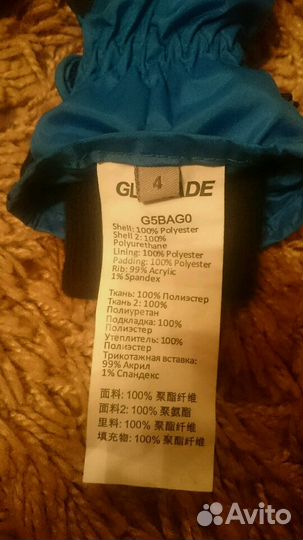 4
G5BAG0
Shell: 100% Polyester
Shell 2: 100%
Polyurethane
Lining: 100% Polyester
Padding: 100% Polyester
Rib: 99% Acrylic
1% Spandex
Ткань: 100% Полиэстер
Ткань 2: 100%
Полиуретан
Подкладка: 100%
Полиэстер
Утеплитель: 100%
Полиэстер
Трикотажная вставка:
99% Акрил
1% Спандекс
面料: 100% 聚酯纤维
面料2: 100% 聚氨酯
里料: 100% 聚酯纤维
填充物: 100% 聚酯纤维
Avito